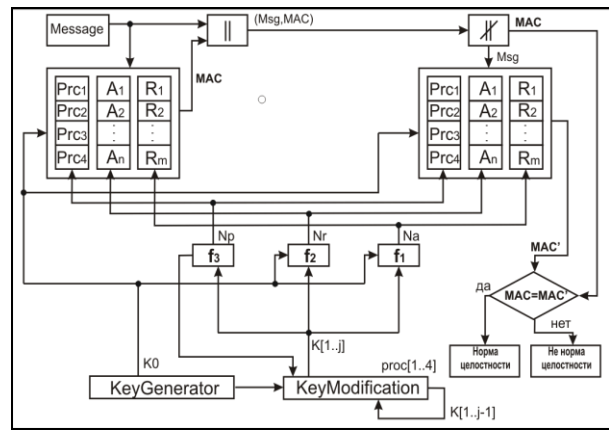 Message
||
(Msg,MAC)
MAC
Msg
MAC
Prc1 A1 R1
Prc2 A2 R2
Prc3
Prc4 An Rm
Prc1 A1 R1
Prc2 A2 R2
Prc3
Prc4 An Rm
Np Nr Na
f3 f2 f1
MAC'
MAC=MAC'
да
нет
Норма
целостности
Не норма
целостности
K[1..j]
K0
proc[1..4]
KeyGenerator
KeyModification
K[1..j-1]